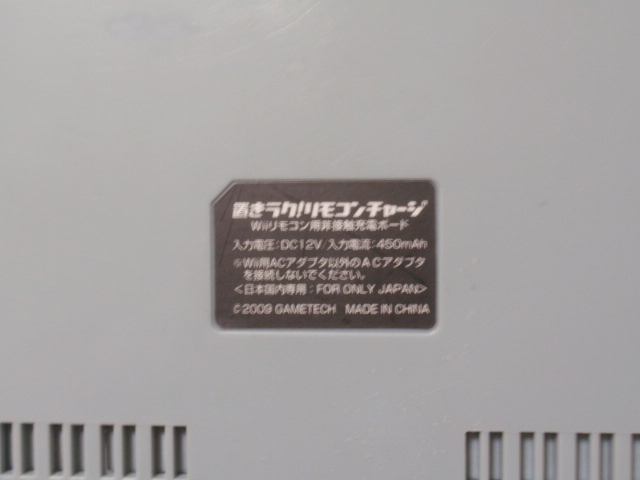 置きラク!リモコンチャージ
Wiiリモコン用非接触充電ボード
入力電圧:DC12V/入力電流:450mAh
※Wii用ACアダプタ以外のACアダプタ
を接続しないでください。
<日本国内専用:FOR ONLY JAPAN>
©2009 GAMETECH MADE IN CHINA